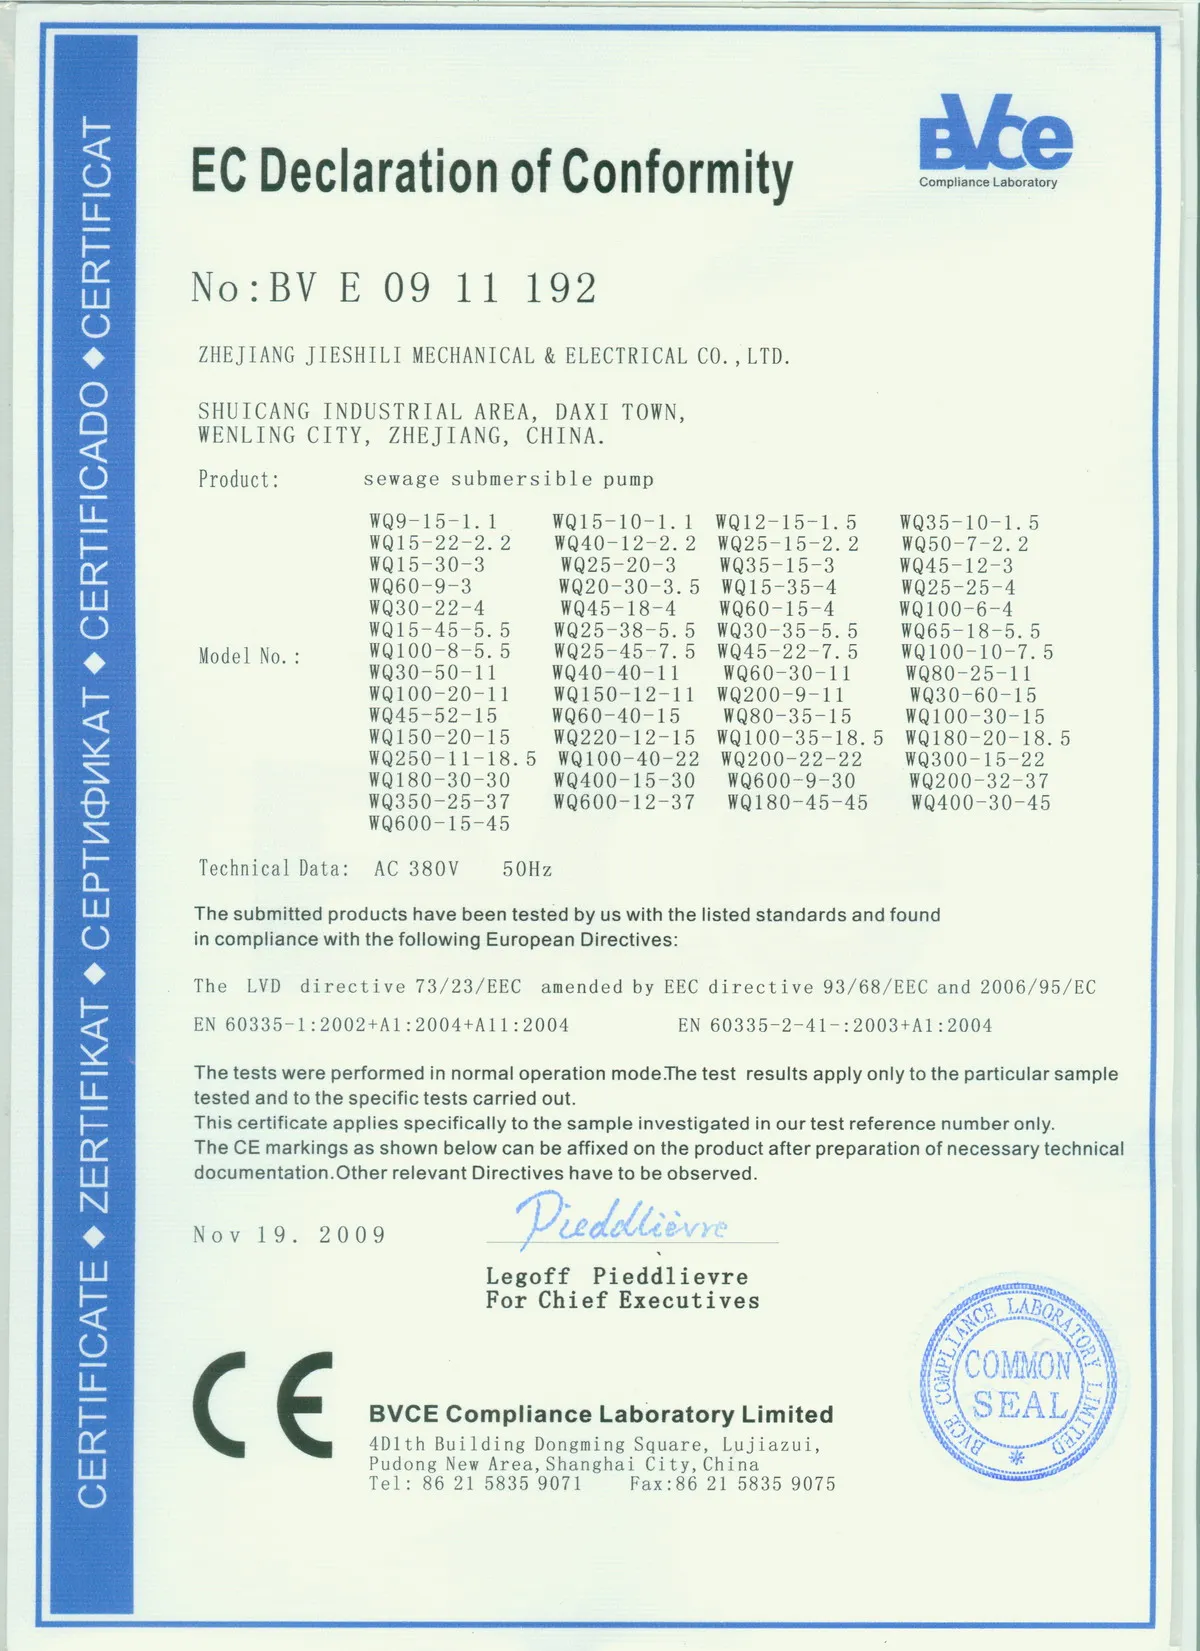 CERTIFICATE ◆ ZERTIFIKAT ◆ СЕРТИФИКАТ ◆ CERTIFICADO ◆ CERTIFICAT
BVce
Compliance Laboratory
EC Declaration of Conformity
No:BV E 09 11 192
ZHEJIANG JIESHILI MECHANICAL & ELECTRICAL CO.,LTD.
SHUICANG INDUSTRIAL AREA, DAXI TOWN,
WENLING CITY, ZHEJIANG, CHINA.
Product: sewage submersible pump
WQ9-15-1.1 WQ15-10-1.1 WQ12-15-1.5 WQ35-10-1.5
WQ15-22-2.2 WQ40-12-2.2 WQ25-15-2.2 WQ50-7-2.2
WQ15-30-3 WQ25-20-3 WQ35-15-3 WQ45-12-3
WQ60-9-3 WQ20-30-3.5 WQ15-35-4 WQ25-25-4
WQ30-22-4 WQ45-18-4 WQ60-15-4 WQ100-6-4
WQ15-45-5.5 WQ25-38-5.5 WQ30-35-5.5 WQ65-18-5.5
Model No.: WQ100-8-5.5 WQ25-45-7.5 WQ45-22-7.5 WQ100-10-7.5
WQ30-50-11 WQ40-40-11 WQ60-30-11 WQ80-25-11
WQ100-20-11 WQ150-12-11 WQ200-9-11 WQ30-60-15
WQ45-52-15 WQ60-40-15 WQ80-35-15 WQ100-30-15
WQ150-20-15 WQ220-12-15 WQ100-35-18.5 WQ180-20-18.5
WQ250-11-18.5 WQ100-40-22 WQ200-22-22 WQ300-15-22
WQ180-30-30 WQ400-15-30 WQ600-9-30 WQ200-32-37
WQ350-25-37 WQ600-12-37 WQ180-45-45 WQ400-30-45
WQ600-15-45
Technical Data: AC 380V 50Hz
The submitted products have been tested by us with the listed standards and found
in compliance with the following European Directives:
The LVD directive 73/23/EEC amended by EEC directive 93/68/EEC and 2006/95/EC
EN 60335-1:2002+A1:2004+A11:2004 EN 60335-2-41-:2003+A1:2004
The tests were performed in normal operation mode.The test results apply only to the particular sample
tested and to the specific tests carried out.
This certificate applies specifically to the sample investigated in our test reference number only.
The CE markings as shown below can be affixed on the product after preparation of necessary technical
documentation.Other relevant Directives have to be observed.
Nov 19. 2009
Pieddlièvre
Legoff Pieddlievre
For Chief Executives
CE
BVCE Compliance Laboratory Limited
4D1th Building Dongming Square, Lujiazui,
Pudong New Area,Shanghai City,China
Tel: 86 21 5835 9071 Fax:86 21 5835 9075
BVCE COMPLIANCE LABORATORY LIMITED
COMMON
SEAL